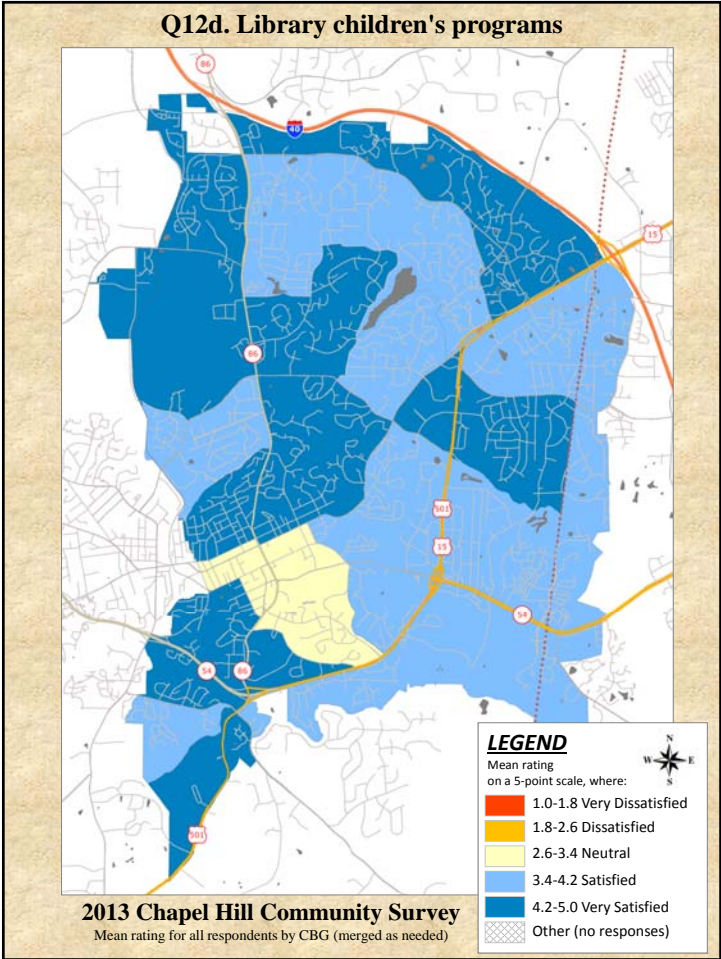 Q12d. Library children's programs
86
40
15
86
501
15
54
54
86
501
LEGEND
N
W E
S
Mean rating
on a 5-point scale, where:
1.0-1.8 Very Dissatisfied
1.8-2.6 Dissatisfied
2.6-3.4 Neutral
3.4-4.2 Satisfied
4.2-5.0 Very Satisfied
Other (no responses)
2013 Chapel Hill Community Survey
Mean rating for all respondents by CBG (merged as needed)